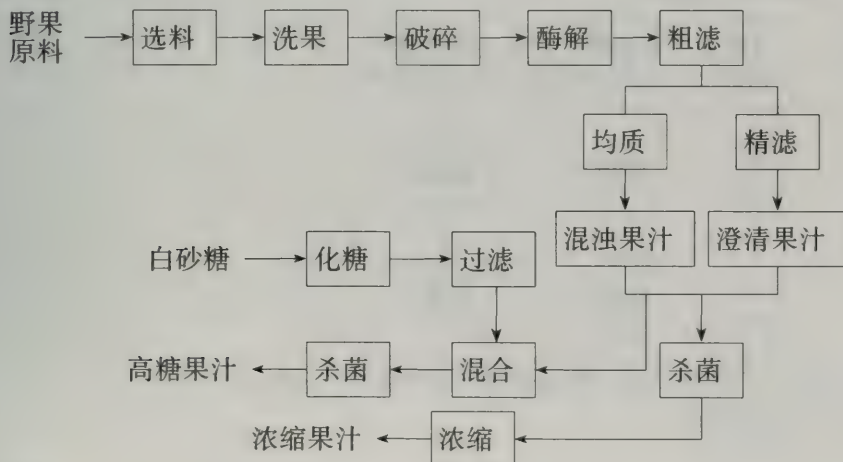 野果
原料
选料 洗果 破碎 酶解 粗滤
均质 精滤
混浊果汁 澄清果汁
白砂糖 化糖 过滤
高糖果汁 杀菌 混合 杀菌
浓缩果汁 浓缩